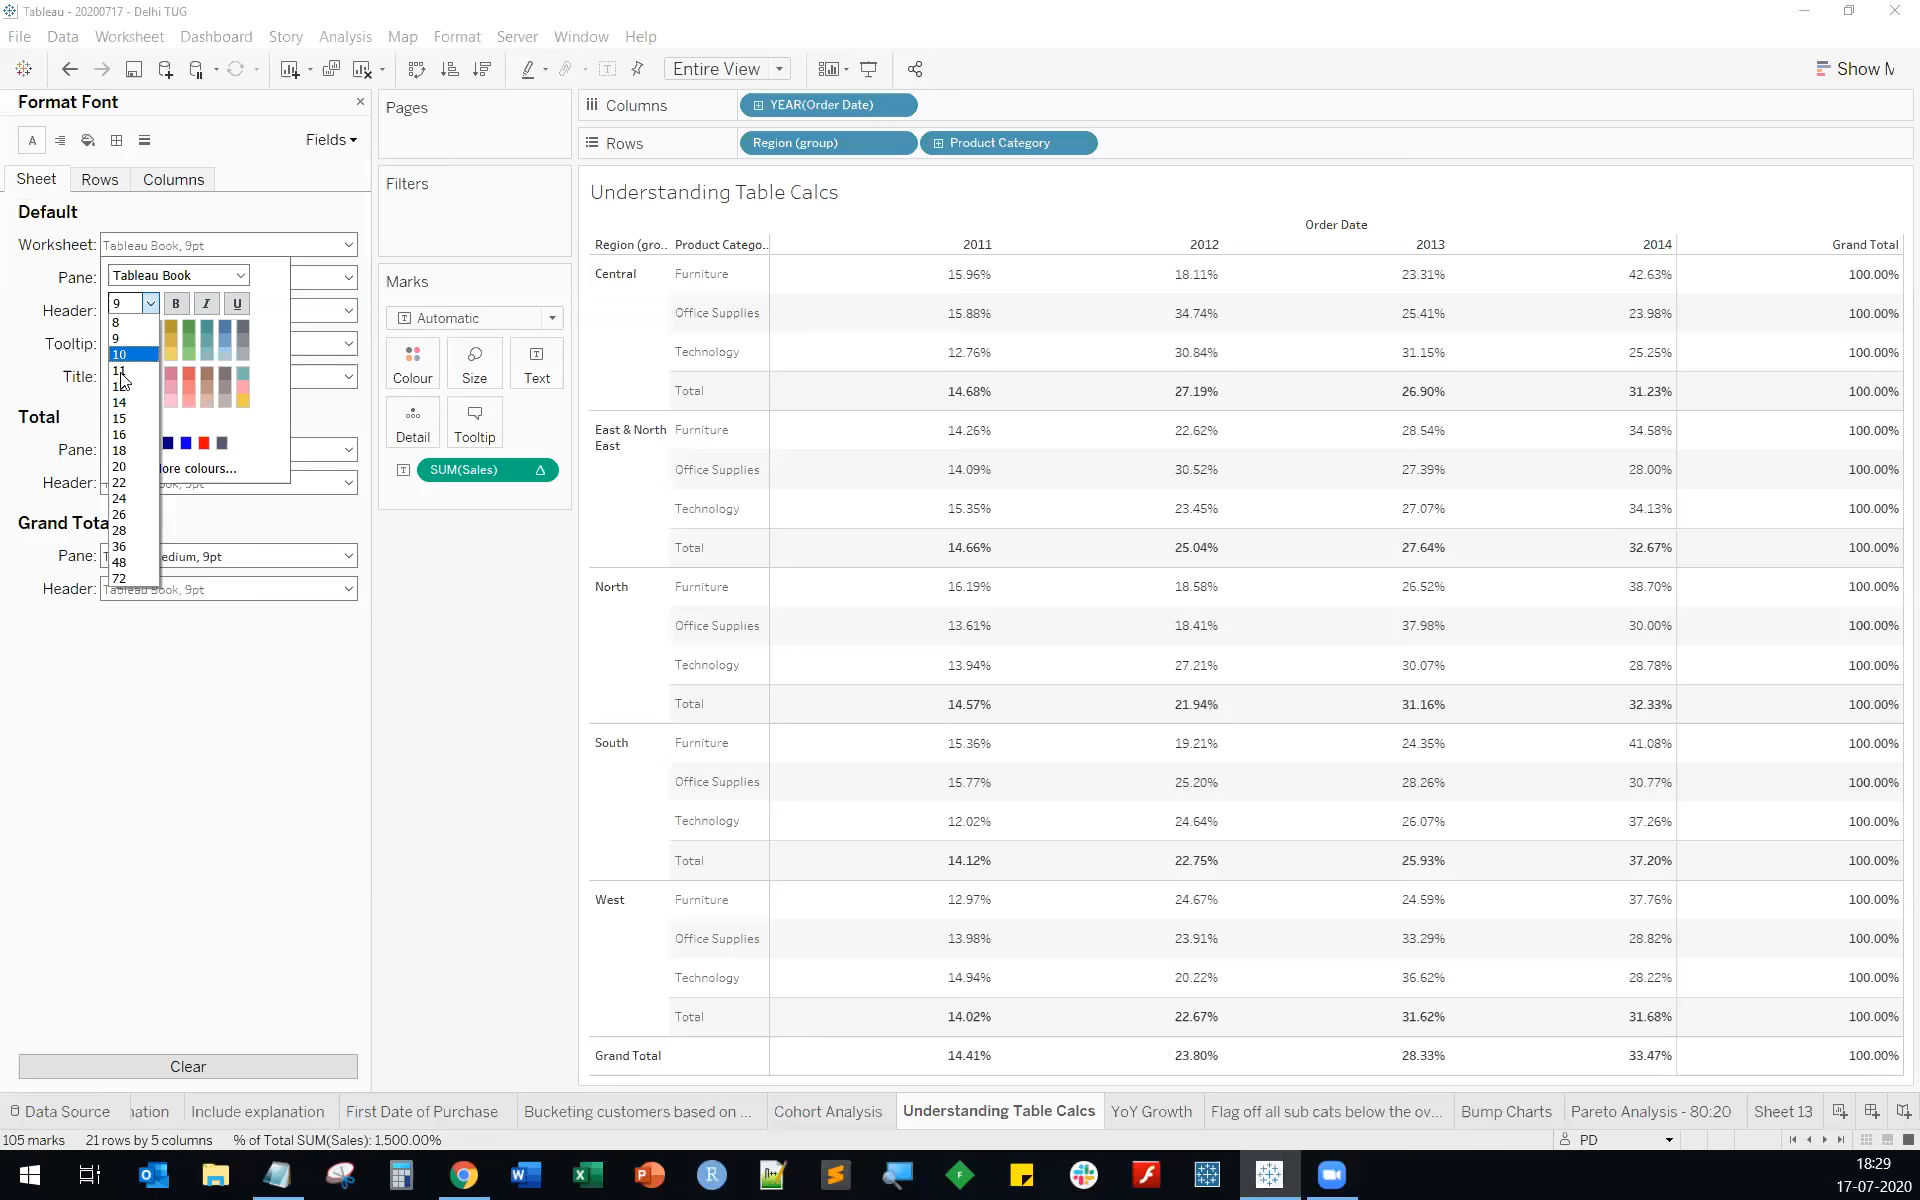 Tableau - 20200717 - Delhi TUG
File Data Worksheet Dashboard Story Analysis Map Format Server Window Help
Entire View
Show M
Format Font
Fields
Sheet Rows Columns
Default
Worksheet: Tableau Book, 9pt
Tableau Book
Pane:
9 B I U
Header:
Tooltip:
Title:
8
9
10
11
12
14
15
16
18
20
22
24
26
28
36
48
72
ore colours...
Total
Pane:
Header:
Grand Tota
Pane: edium, 9pt
Header: Tableau Book, 9pt
Clear
Pages
Filters
Marks
Automatic
Colour Size Text
Detail Tooltip
SUM(Sales)
Columns YEAR(Order Date)
Rows Region (group) Product Category
Understanding Table Calcs
Order Date
Region (gro.. Product Catego.. 2011 2012 2013 2014 Grand Total
Central Furniture 15.96% 18.11% 23.31% 42.63% 100.00%
Office Supplies 15.88% 34.74% 25.41% 23.98% 100.00%
Technology 12.76% 30.84% 31.15% 25.25% 100.00%
Total 14.68% 27.19% 26.90% 31.23% 100.00%
East & North East Furniture 14.26% 22.62% 28.54% 34.58% 100.00%
Office Supplies 14.09% 30.52% 27.39% 28.00% 100.00%
Technology 15.35% 23.45% 27.07% 34.13% 100.00%
Total 14.66% 25.04% 27.64% 32.67% 100.00%
North Furniture 16.19% 18.58% 26.52% 38.70% 100.00%
Office Supplies 13.61% 18.41% 37.98% 30.00% 100.00%
Technology 13.94% 27.21% 30.07% 28.78% 100.00%
Total 14.57% 21.94% 31.16% 32.33% 100.00%
South Furniture 15.36% 19.21% 24.35% 41.08% 100.00%
Office Supplies 15.77% 25.20% 28.26% 30.77% 100.00%
Technology 12.02% 24.64% 26.07% 37.26% 100.00%
Total 14.12% 22.75% 25.93% 37.20% 100.00%
West Furniture 12.97% 24.67% 24.59% 37.76% 100.00%
Office Supplies 13.98% 23.91% 33.29% 28.82% 100.00%
Technology 14.94% 20.22% 36.62% 28.22% 100.00%
Total 14.02% 22.67% 31.62% 31.68% 100.00%
Grand Total 14.41% 23.80% 28.33% 33.47% 100.00%
Data Source nation Include explanation First Date of Purchase Bucketing customers based on ... Cohort Analysis Understanding Table Calcs YoY Growth Flag off all sub cats below the ov... Bump Charts Pareto Analysis - 80:20 Sheet 13
105 marks 21 rows by 5 columns % of Total SUM(Sales): 1,500.00% PD
18:29
17-07-2020